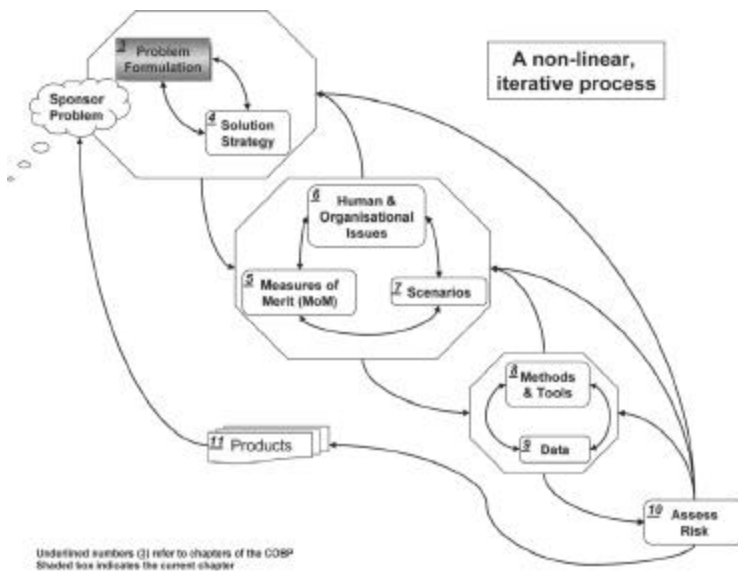 3 Problem
Formulation
A non-linear,
iterative process
Sponsor
Problem
4 Solution
Strategy
6 Human &
Organisational
Issues
5 Measures of
Merit (MoM)
7 Scenarios
8 Methods
& Tools
9 Data
11 Products
10 Assess
Risk
Underlined numbers (3) refer to chapters of the COBP
Shaded box indicates the current chapter